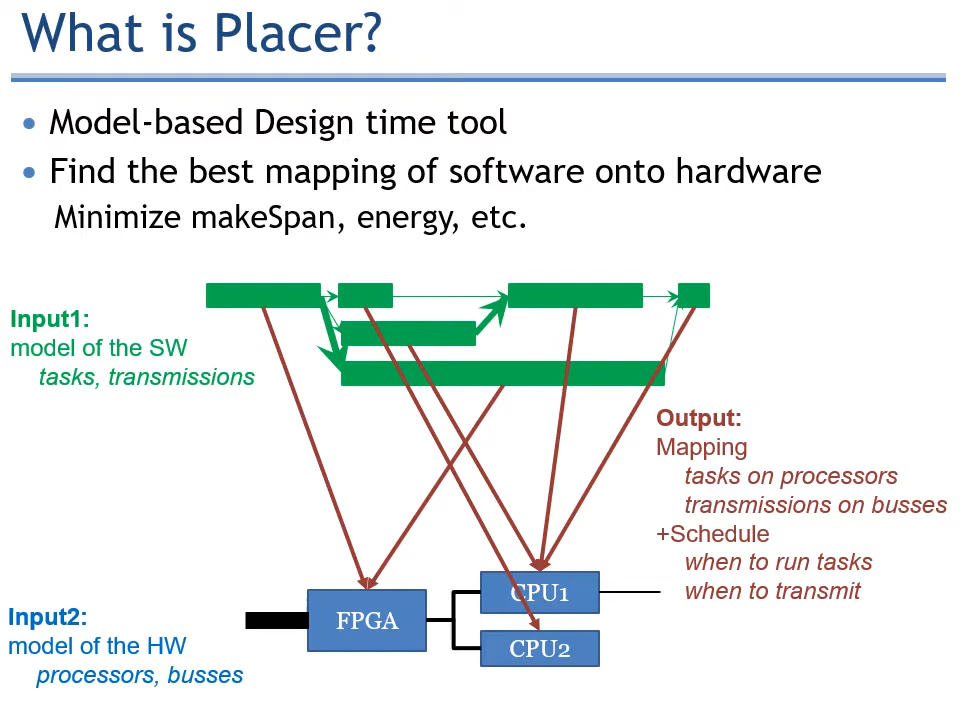 What is Placer?
Model-based Design time tool
Find the best mapping of software onto hardware
Minimize makeSpan, energy, etc.
Input1:
model of the SW
tasks, transmissions
Output:
Mapping
tasks on processors
transmissions on busses
+Schedule
when to run tasks
when to transmit
CPU1
FPGA
CPU2
Input2:
model of the HW
processors, busses